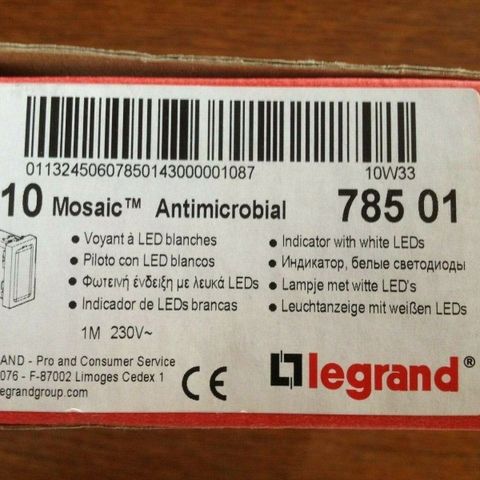 01132450607850143000001087 10W33
10 Mosaic™ Antimicrobial 785 01
• Voyant à LED blanches
• Piloto con LED blancos
• Φωτεινή ένδειξη με λευκά LEDs
• Indicador de LEDs brancas
• Indicator with white LEDs
• Индикатор, белые светодиоды
• Lampje met witte LED's
• Leuchtanzeige mit weißen LEDs
1M 230V~
AND - Pro and Consumer Service
076 - F-87002 Limoges Cedex 1
egrandgroup.com
CE
legrand®